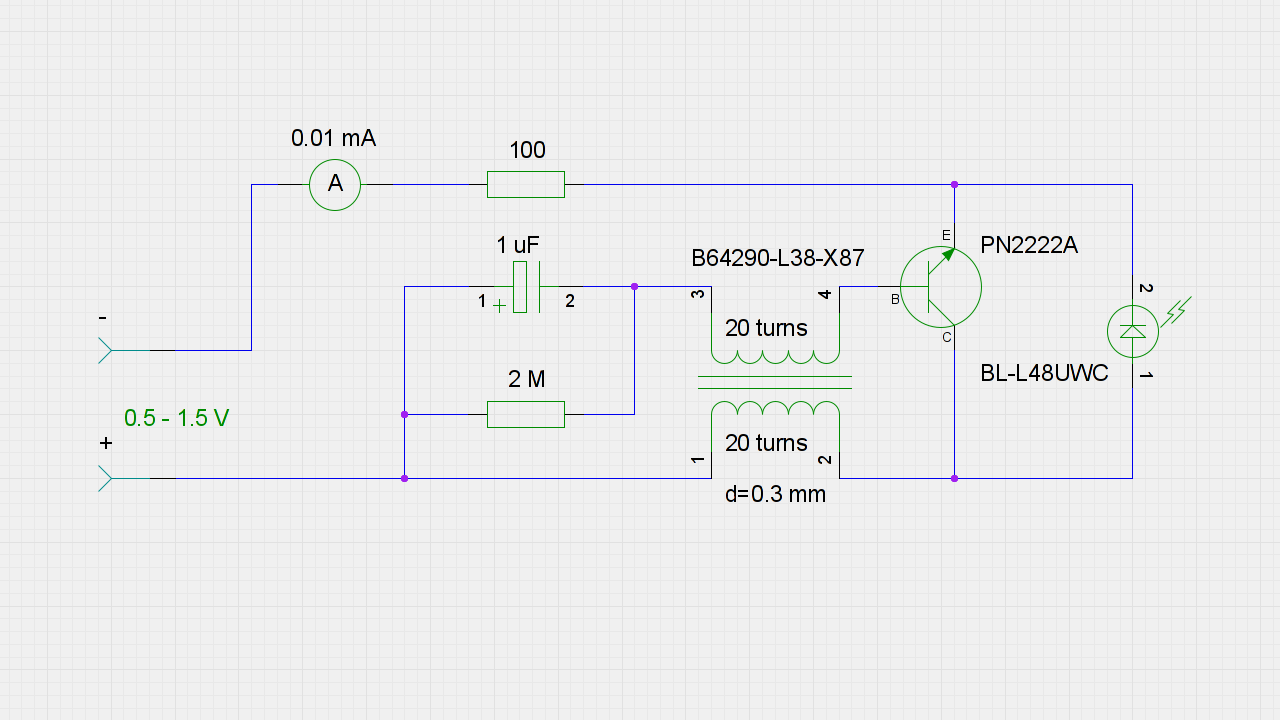 0.01 mA
A
100
1 uF
1
+
2
2 M
-
0.5 - 1.5 V
+
B64290-L38-X87
3
4
20 turns
20 turns
1
2
d=0.3 mm
E
B
C
PN2222A
2
1
BL-L48UWC